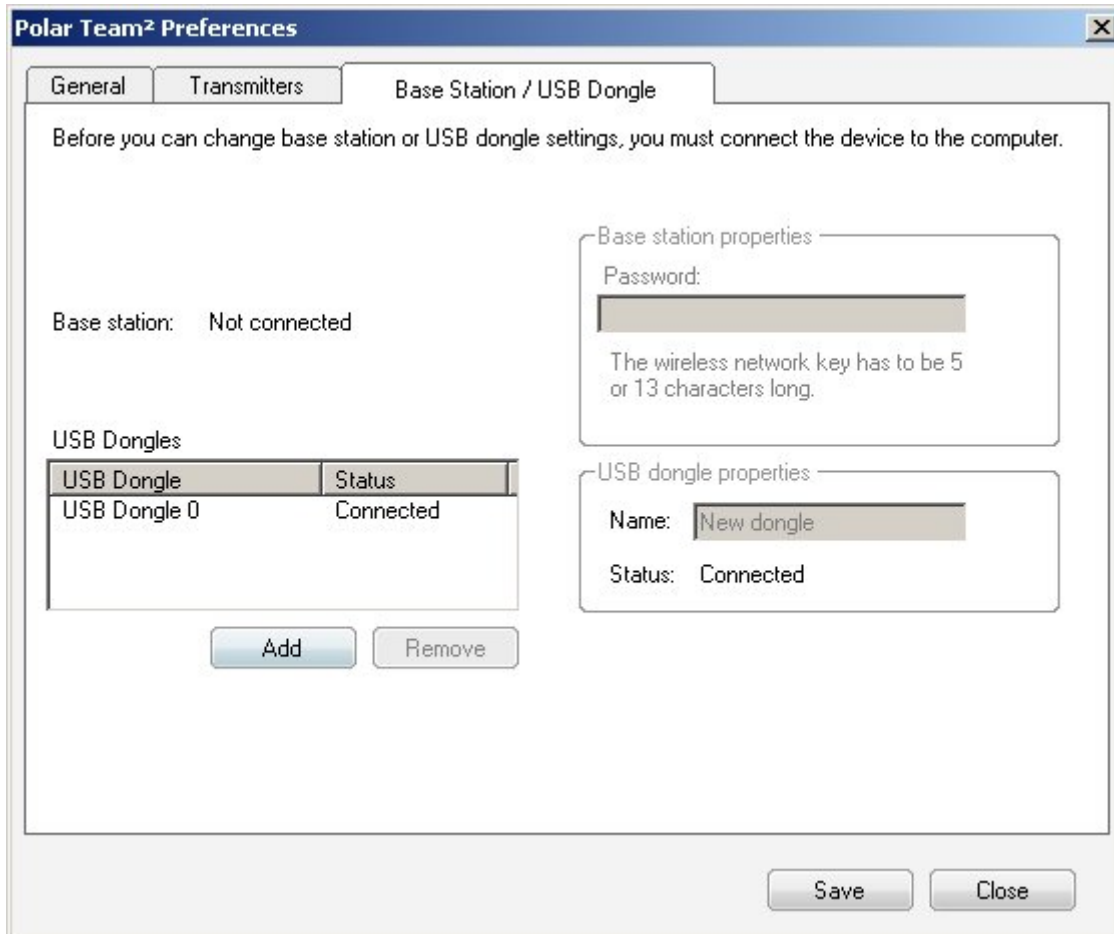 Polar Team² Preferences
General
Transmitters
Base Station / USB Dongle
Before you can change base station or USB dongle settings, you must connect the device to the computer.
Base station: Not connected
USB Dongles
USB Dongle Status
USB Dongle 0 Connected
Add
Remove
Base station properties
Password:
The wireless network key has to be 5
or 13 characters long.
USB dongle properties
Name: New dongle
Status: Connected
Save
Close